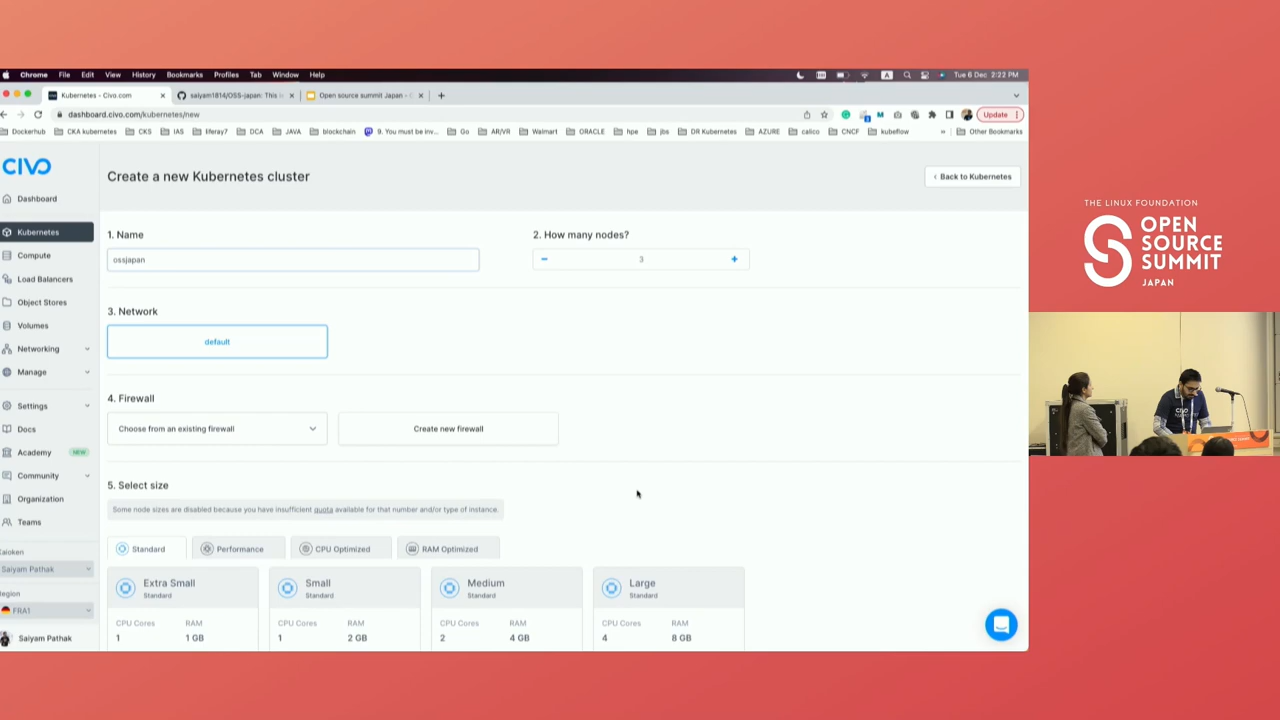 Chrome File Edit View History Bookmarks Profiles Tab Window Help
A Tue 6 Dec 2:22 PM
Kubernetes - Civo.com
saiyam1814/OSS-japan: This is
Open source summit Japan -
dashboard.civo.com/kubernetes/new
Update
Dockerhub CKA kubernetes CKS IAS liferay7 DCA JAVA blockchain 9. You must be inv... Go AR/VR Walmart ORACLE hpe jbs DR Kubernetes AZURE calico CNCF kubeflow » Other Bookmarks
CIVO
Dashboard
Kubernetes
Compute
Load Balancers
Object Stores
Volumes
Networking
Manage
Settings
Docs
Academy NEW
Community
Organization
Teams
Kaioken
Saiyam Pathak
Region
FRA1
Saiyam Pathak
Create a new Kubernetes cluster
‹ Back to Kubernetes
1. Name
ossjapan
2. How many nodes?
- 3 +
3. Network
default
4. Firewall
Choose from an existing firewall
Create new firewall
5. Select size
Some node sizes are disabled because you have insufficient quota available for that number and/or type of instance.
Standard Performance CPU Optimized RAM Optimized
Extra Small
Standard
CPU Cores RAM
1 1 GB
Small
Standard
CPU Cores RAM
1 2 GB
Medium
Standard
CPU Cores RAM
2 4 GB
Large
Standard
CPU Cores RAM
4 8 GB
THE LINUX FOUNDATION
OPEN
SOURCE
SUMMIT
JAPAN
CIVO